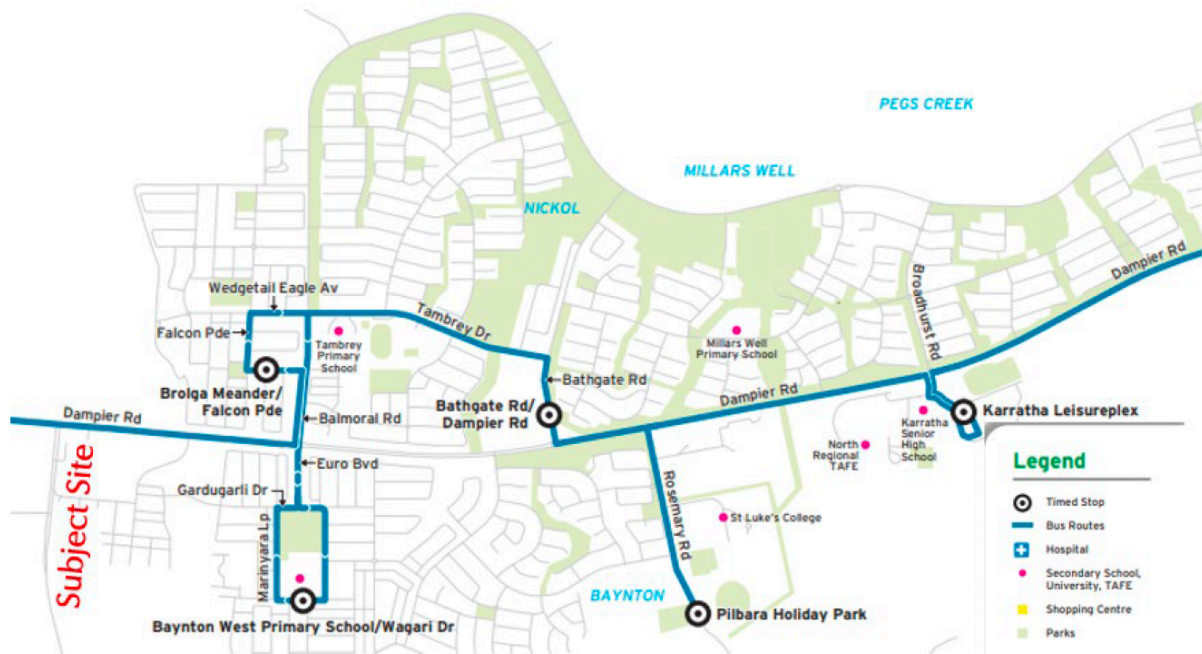 PEGS CREEK
MILLARS WELL
NICKOL
Dampier Rd
Broadhurst Rd
Wedgetail Eagle Av
Falcon Pde
Tambrey Dr
Tambrey
Primary
School
Millars Well
Primary School
Brolga Meander/
Falcon Pde
Bathgate Rd
Bathgate Rd/
Dampier Rd
Dampier Rd
Balmoral Rd
Dampier Rd
Karratha Leisureplex
Karratha
Senior
High
School
North
Regional
TAFE
Euro Bvd
Gardugarli Dr
Marinyara Lp
Subject Site
Rosemary Rd
St Luke's College
BAYNTON
Pilbara Holiday Park
Baynton West Primary School/Wagari Dr
Legend
Timed Stop
Bus Routes
Hospital
Secondary School,
University, TAFE
Shopping Centre
Parks